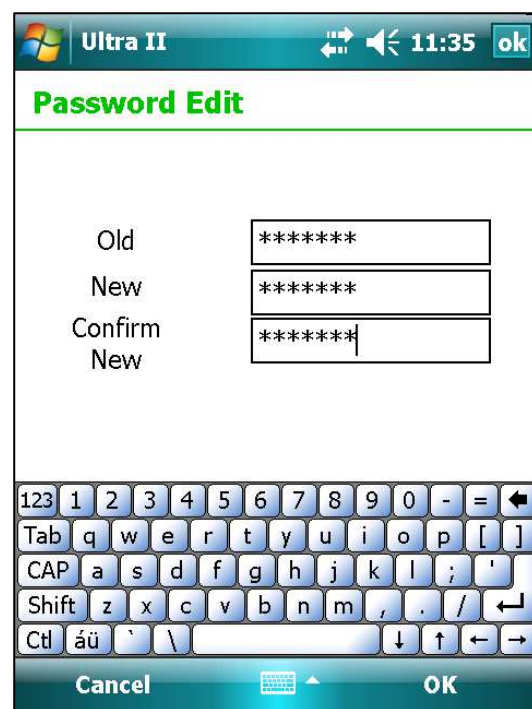 Ultra II 11:35 ok
Password Edit
Old *******
New *******
Confirm New *******
123 1 2 3 4 5 6 7 8 9 0 - = ←
Tab q w e r t y u i o p [ ]
CAP a s d f g h j k l ; '
Shift z x c v b n m , . / ↵
Ctl áü ` \ ↓ ↑ ← →
Cancel OK